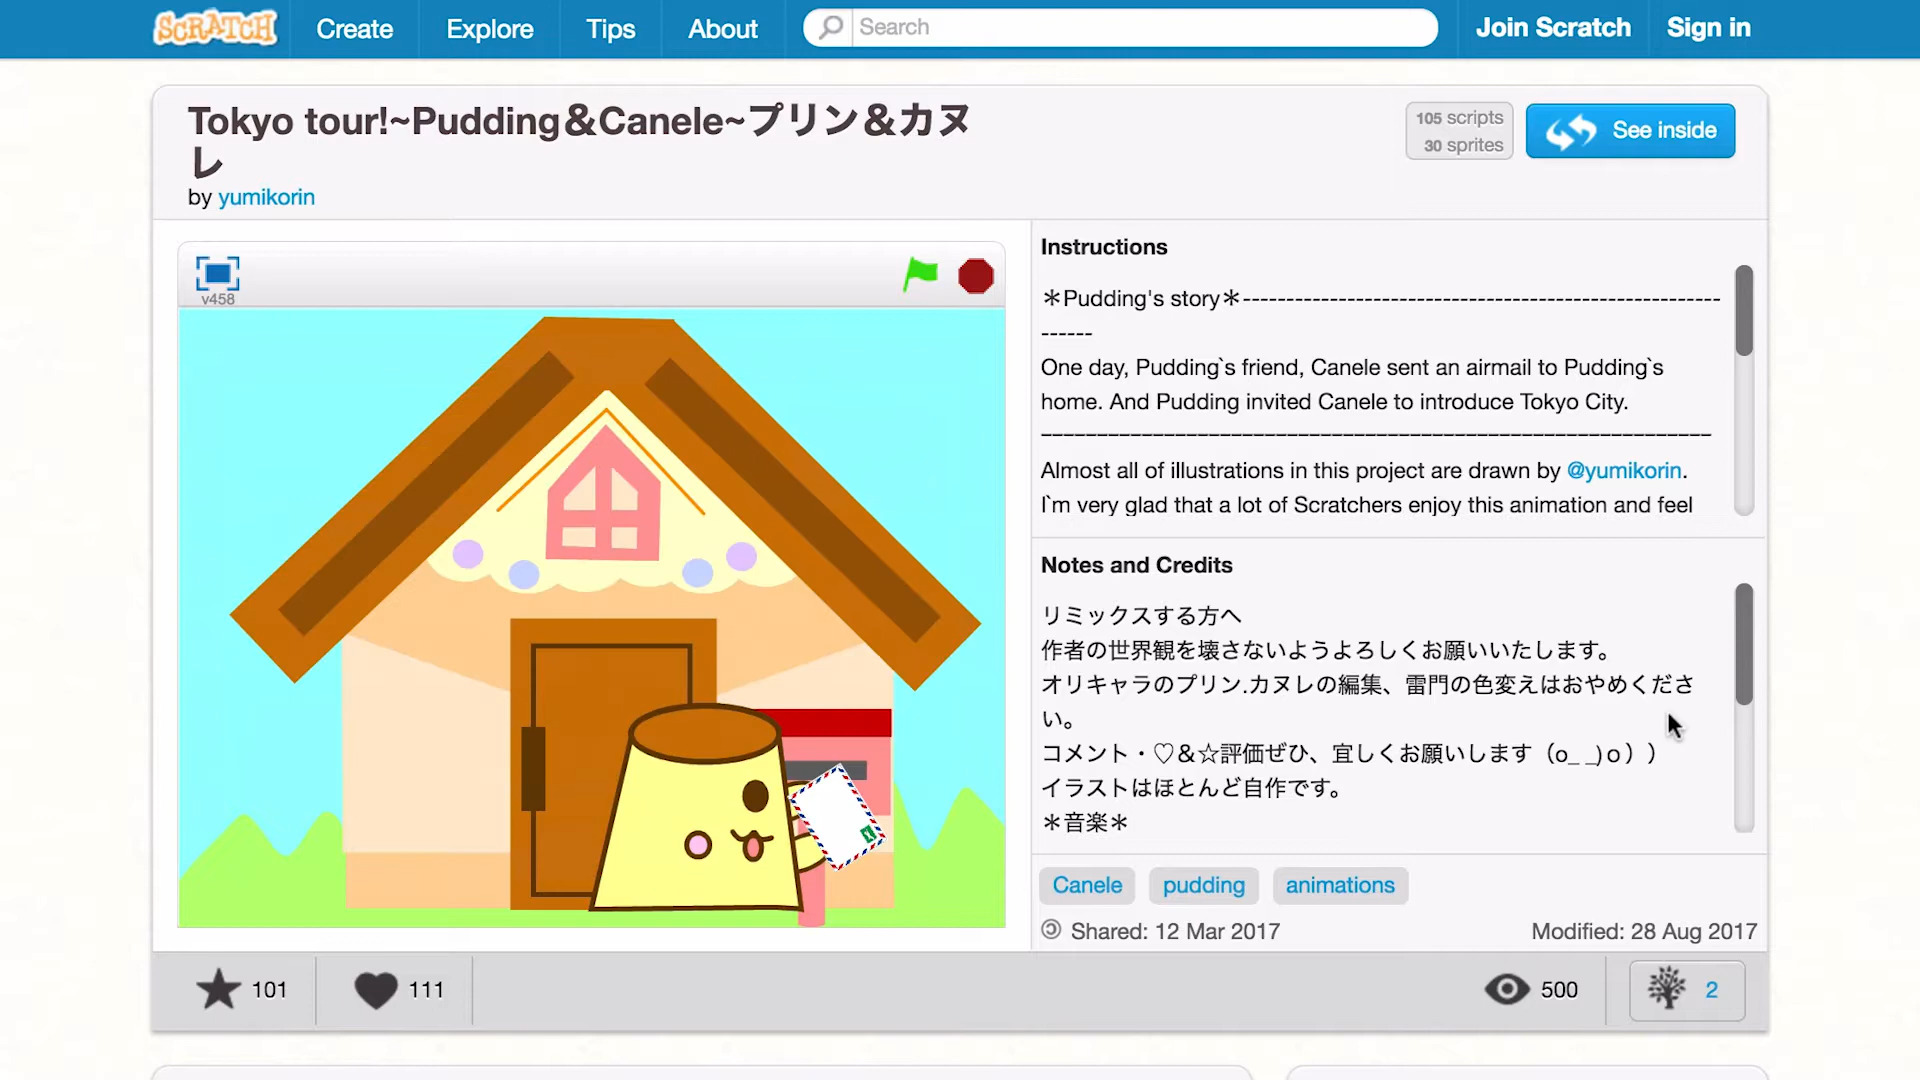 SCRATCH Create Explore Tips About Search Join Scratch Sign in
Tokyo tour!~Pudding&Canele~プリン&カヌ
レ
by yumikorin
105 scripts
30 sprites
See inside
v458
Instructions
＊Pudding's story＊-------------------------------------------------------
------
One day, Pudding`s friend, Canele sent an airmail to Pudding`s
home. And Pudding invited Canele to introduce Tokyo City.
–––––––––––––––––––––––––––––––––––––––––––––––––––––––––––––
Almost all of illustrations in this project are drawn by @yumikorin.
I`m very glad that a lot of Scratchers enjoy this animation and feel
Notes and Credits
リミックスする方へ
作者の世界観を壊さないようよろしくお願いいたします。
オリキャラのプリン.カヌレの編集、雷門の色変えはおやめくださ
い。
コメント・♡＆☆評価ぜひ、宜しくお願いします（o_ _)ｏ））
イラストはほとんど自作です。
＊音楽＊
Canele pudding animations
Shared: 12 Mar 2017 Modified: 28 Aug 2017
101 111 500 2